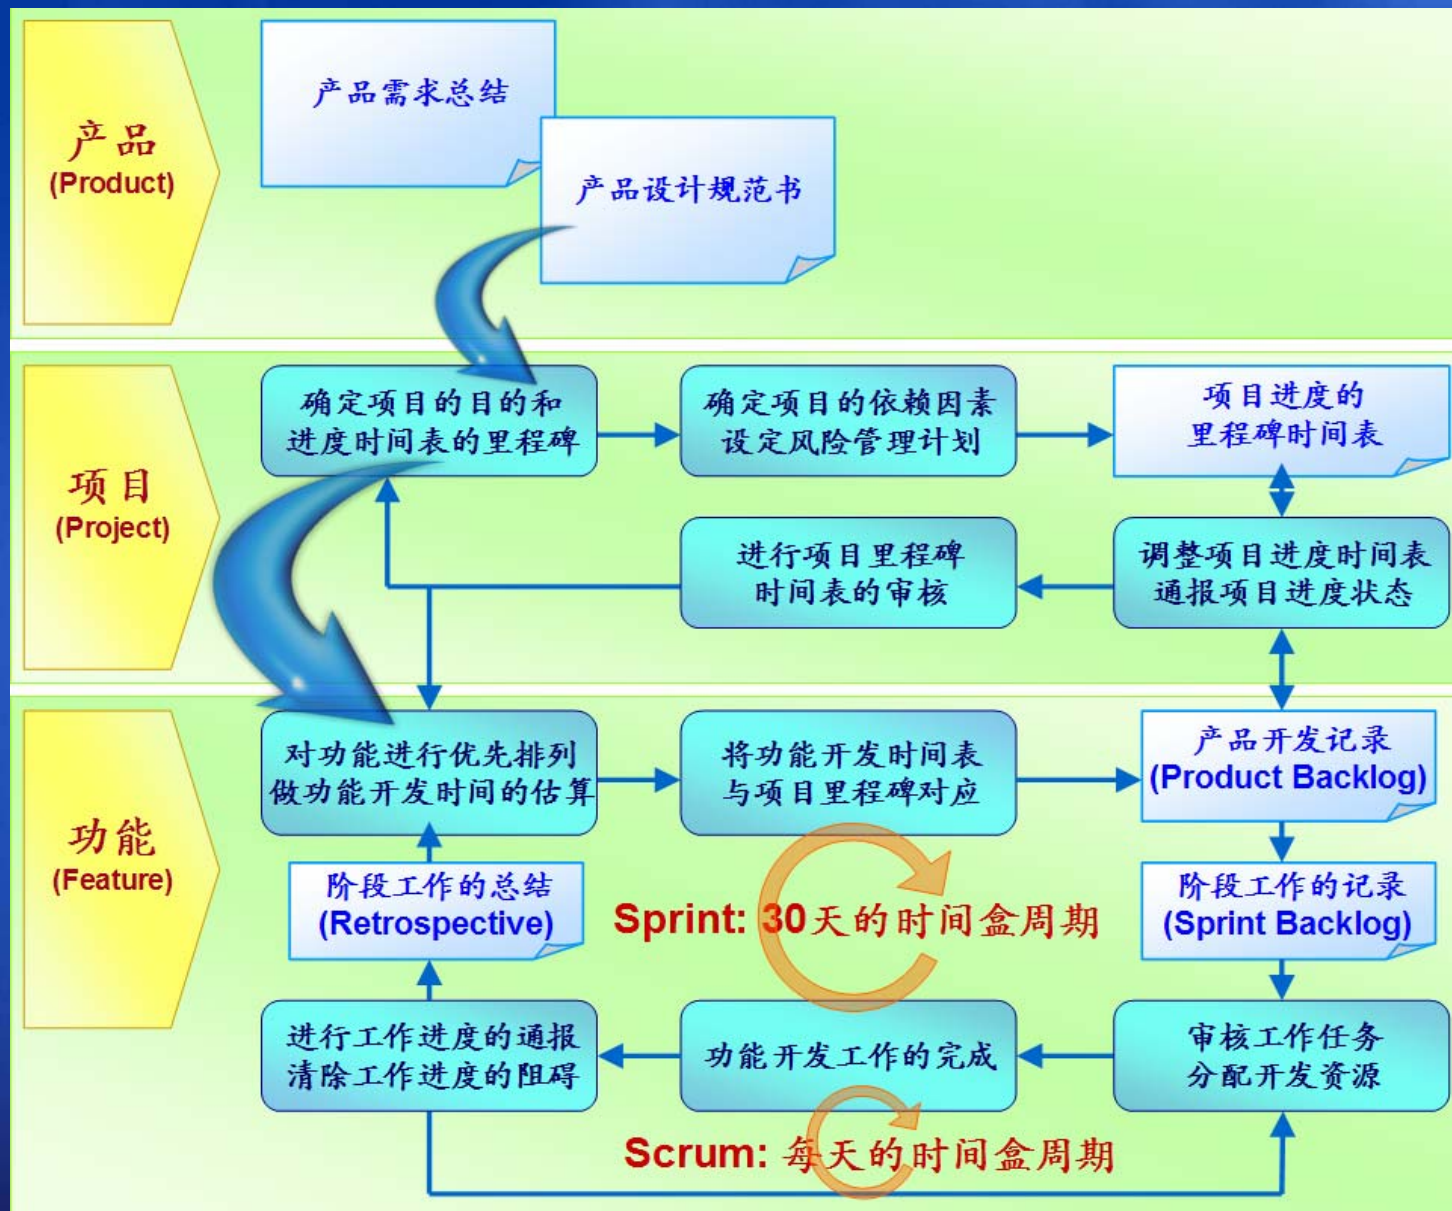 产品
(Product)
产品需求总结
产品设计规范书
项目
(Project)
确定项目的目的和
进度时间表的里程碑
确定项目的依赖因素
设定风险管理计划
项目进度的
里程碑时间表
进行项目里程碑
时间表的审核
调整项目进度时间表
通报项目进度状态
功能
(Feature)
对功能进行优先排列
做功能开发时间的估算
将功能开发时间表
与项目里程碑对应
产品开发记录
(Product Backlog)
阶段工作的总结
(Retrospective)
Sprint: 30天的时间盒周期
阶段工作的记录
(Sprint Backlog)
进行工作进度的通报
清除工作进度的阻碍
功能开发工作的完成
审核工作任务
分配开发资源
Scrum: 每天的时间盒周期